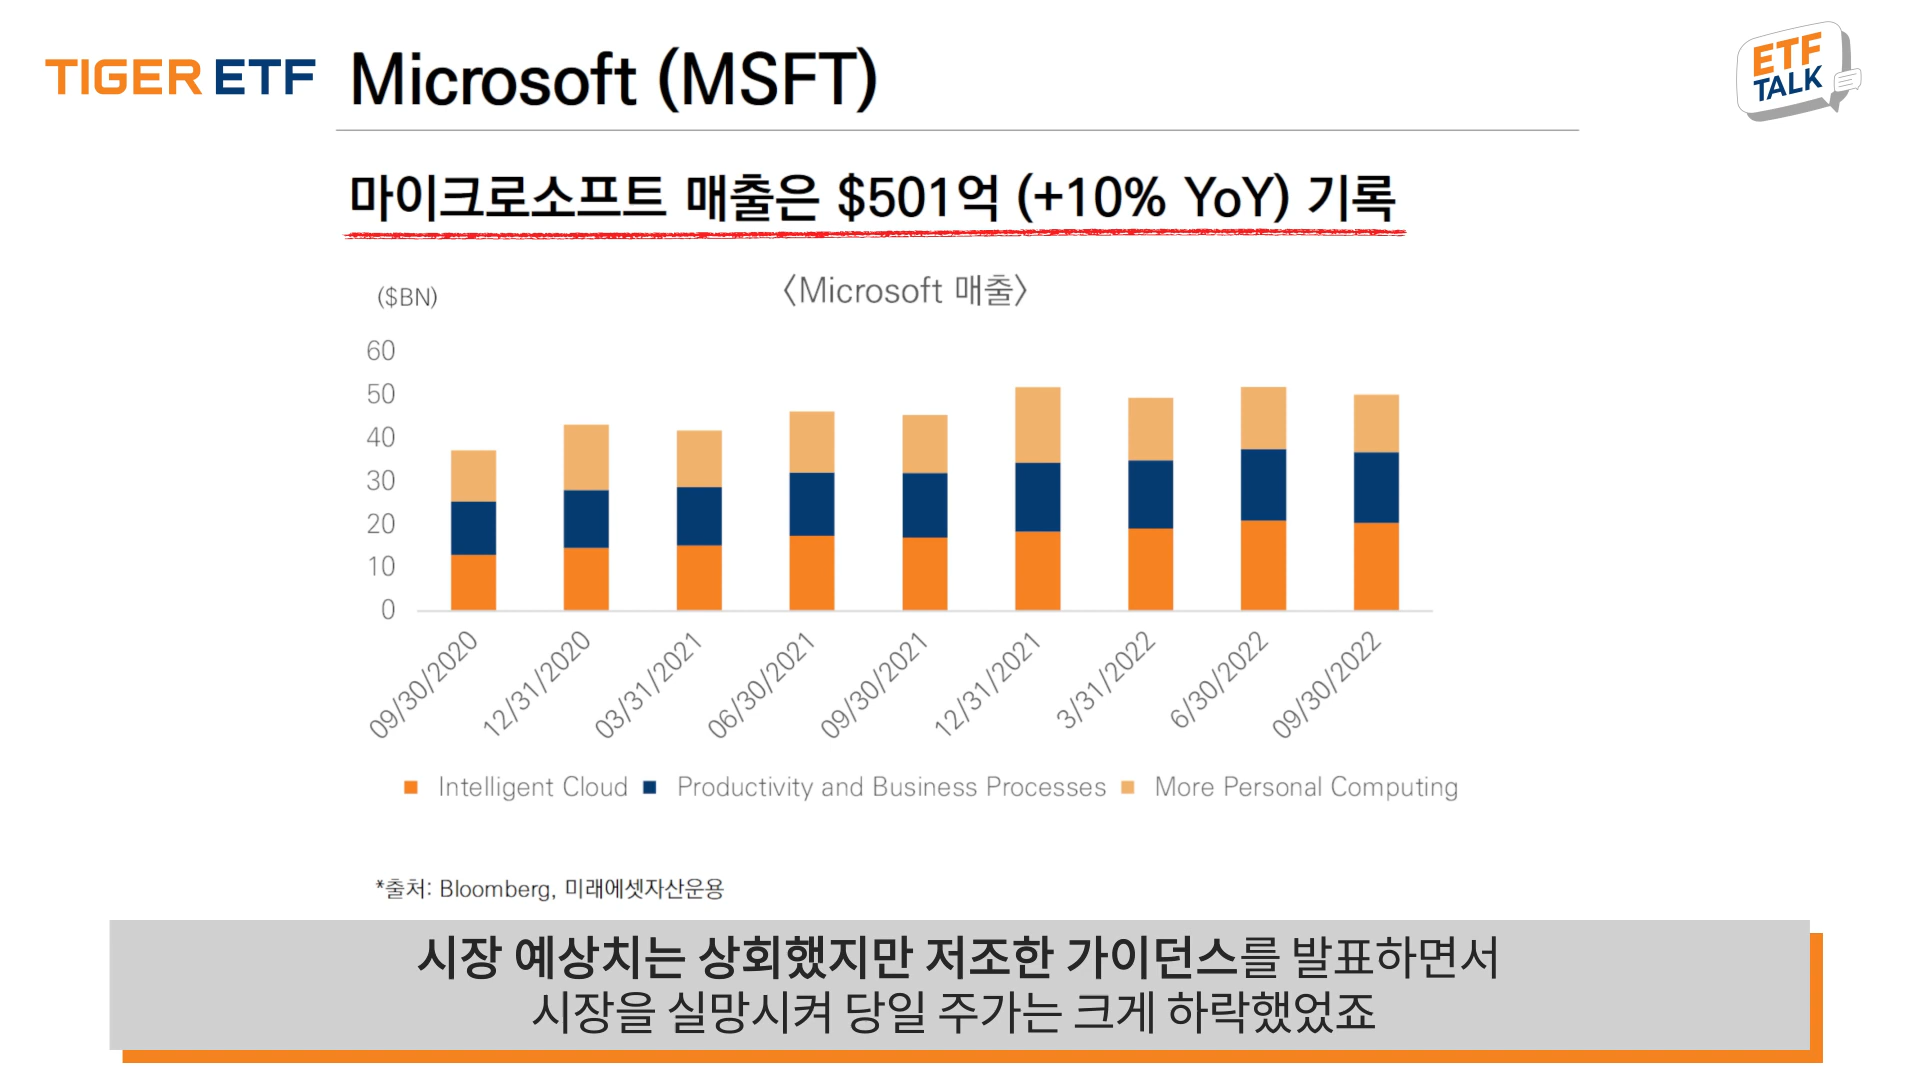 TIGER ETF
Microsoft (MSFT)
ETF
TALK
마이크로소프트 매출은 $501억 (+10% YoY) 기록
($BN)
〈Microsoft 매출〉
60
50
40
30
20
10
0
09/30/2020
12/31/2020
03/31/2021
06/30/2021
09/30/2021
12/31/2021
3/31/2022
6/30/2022
09/30/2022
Intelligent Cloud
Productivity and Business Processes
More Personal Computing
*출처: Bloomberg, 미래에셋자산운용
시장 예상치는 상회했지만 저조한 가이던스를 발표하면서
시장을 실망시켜 당일 주가는 크게 하락했었죠